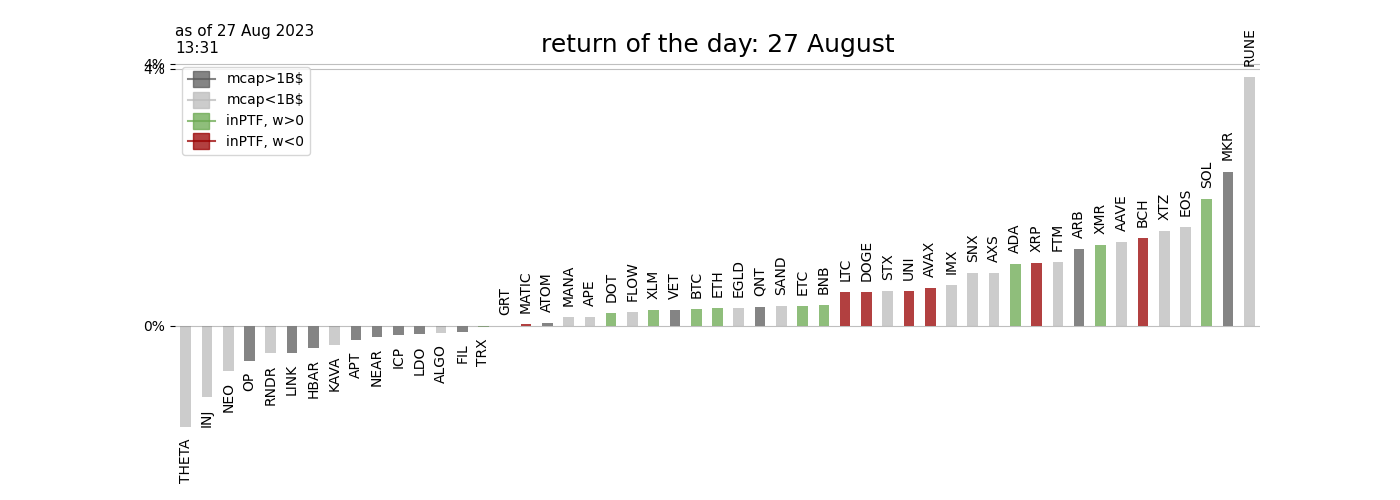 as of 27 Aug 2023
13:31
return of the day: 27 August
4%
4%
0%
mcap>1B$
mcap<1B$
inPTF, w>0
inPTF, w<0
THETA
INJ
NEO
OP
RNDR
LINK
HBAR
KAVA
APT
NEAR
ICP
LDO
ALGO
FIL
TRX
GRT
MATIC
ATOM
MANA
APE
DOT
FLOW
XLM
VET
BTC
ETH
EGLD
QNT
SAND
ETC
BNB
LTC
DOGE
STX
UNI
AVAX
IMX
SNX
AXS
ADA
XRP
FTM
ARB
XMR
AAVE
BCH
XTZ
EOS
SOL
MKR
RUNE